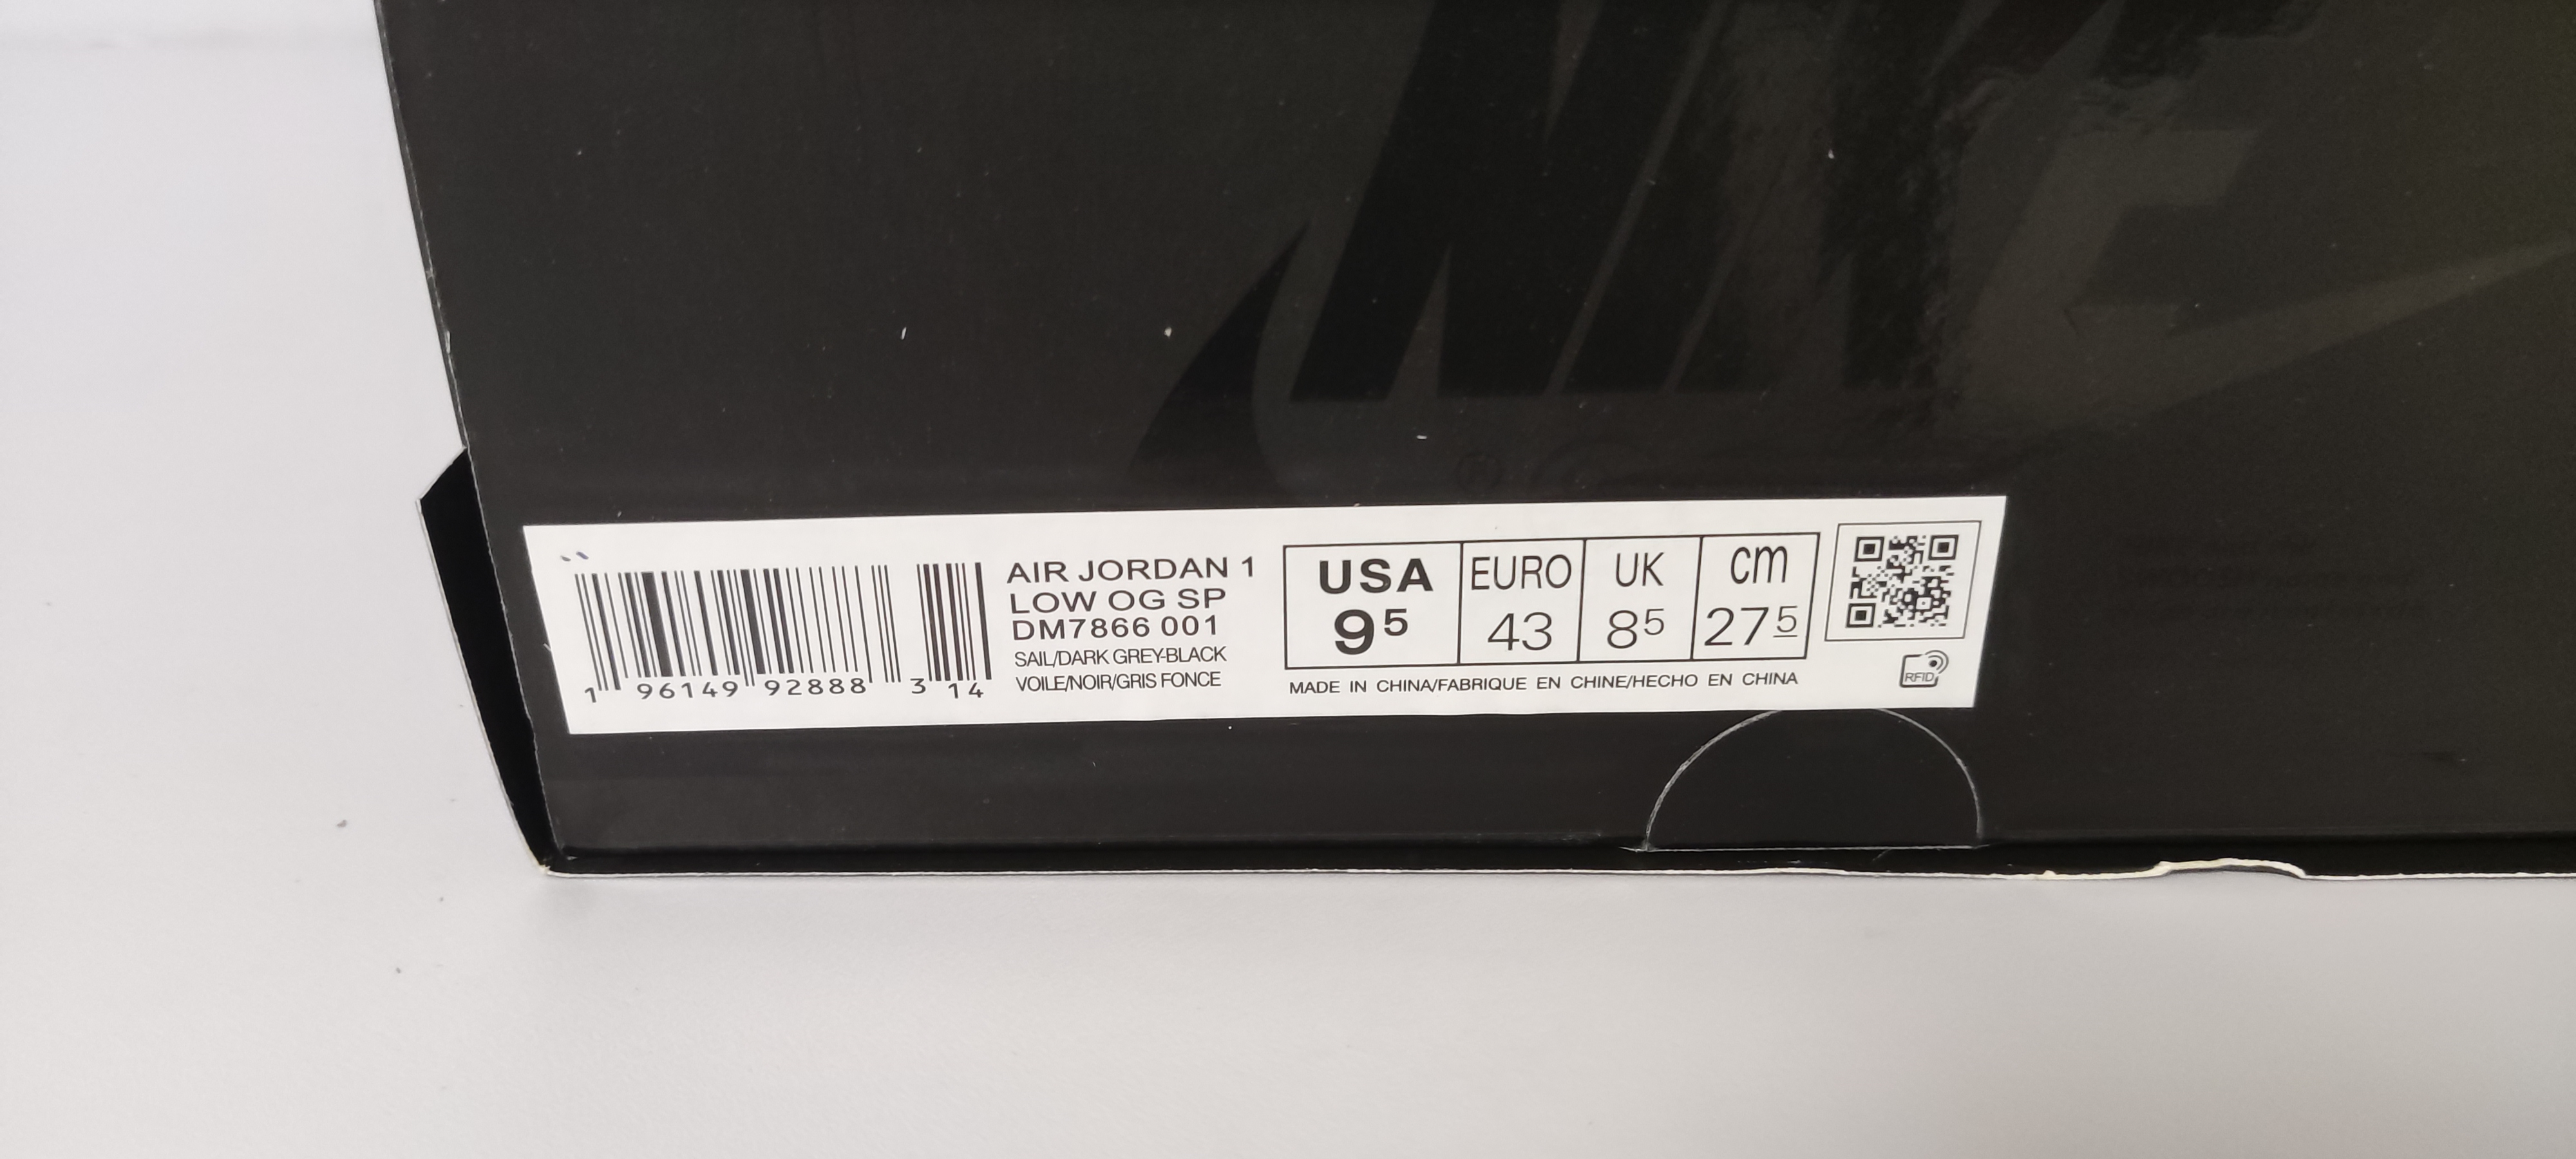 NIKE
AIR JORDAN 1
LOW OG SP
DM7866 001
SAIL/DARK GREY-BLACK
VOILE/NOIR/GRIS FONCE
1 96149 92888 3 14
USA EURO UK cm
9 5 43 8 5 27 5
MADE IN CHINA/FABRIQUE EN CHINE/HECHO EN CHINA
RFID